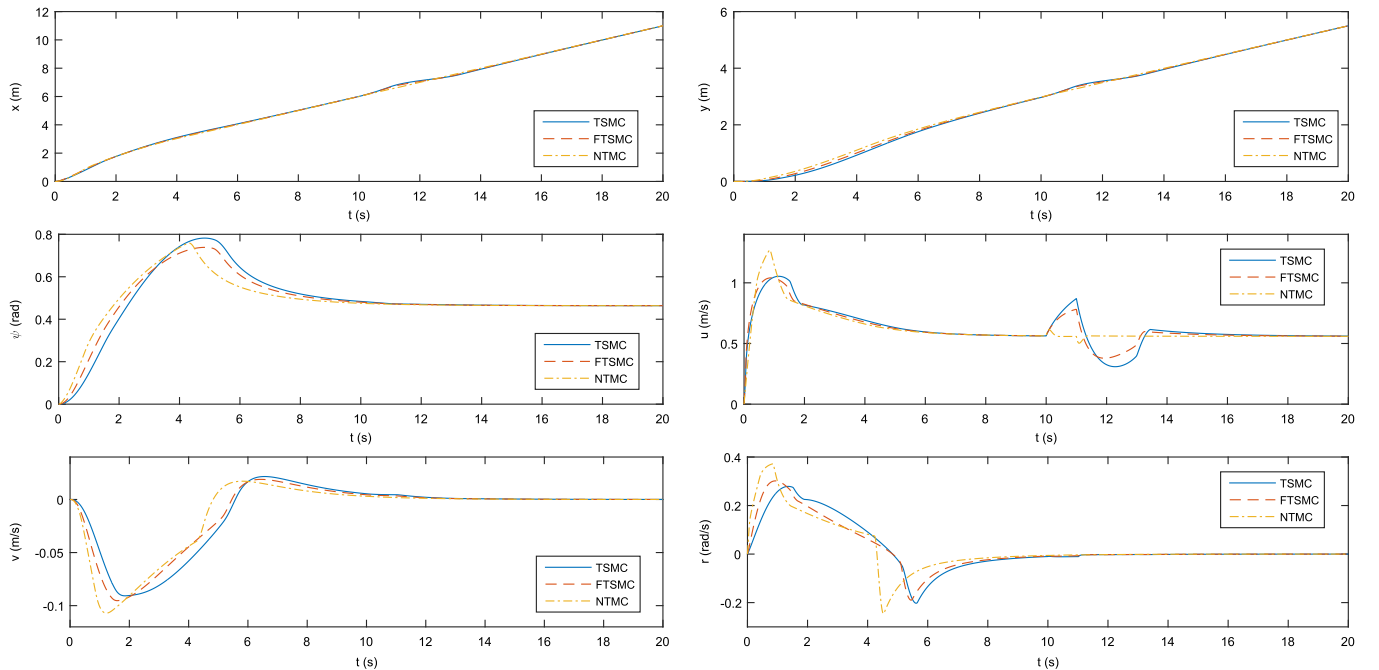 12
10
8
6
4
2
0
x (m)
0 2 4 6 8 10 12 14 16 18 20
t (s)
TSMC
FTSMC
NTMC
6
4
2
0
y (m)
0 2 4 6 8 10 12 14 16 18 20
t (s)
TSMC
FTSMC
NTMC
0.8
0.6
0.4
0.2
0
ψ (rad)
0 2 4 6 8 10 12 14 16 18 20
t (s)
TSMC
FTSMC
NTMC
1
0.5
0
u (m/s)
0 2 4 6 8 10 12 14 16 18 20
t (s)
TSMC
FTSMC
NTMC
0
-0.05
-0.1
v (m/s)
0 2 4 6 8 10 12 14 16 18 20
t (s)
TSMC
FTSMC
NTMC
0.4
0.2
0
-0.2
r (rad/s)
0 2 4 6 8 10 12 14 16 18 20
t (s)
TSMC
FTSMC
NTMC